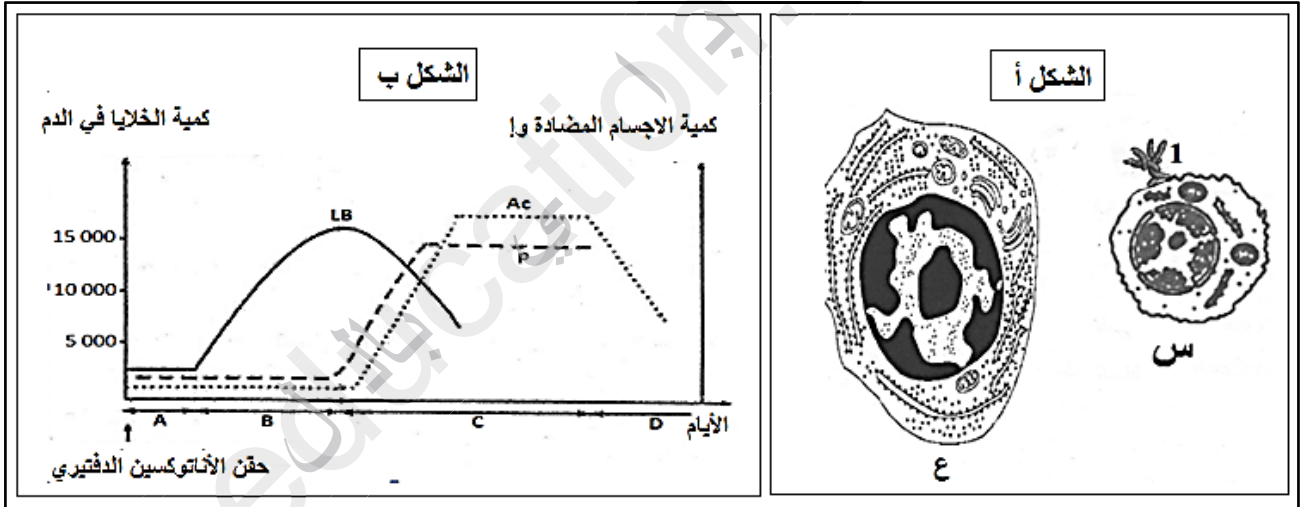 الشكل أ
1
س
ع
الشكل ب
كمية الخلايا في الدم
كمية الاجسام المضادة وإ
LB
Ac
P
15 000
10 000
5 000
A B C D
الأيام
حقن الأناتوكسين الدفتيري